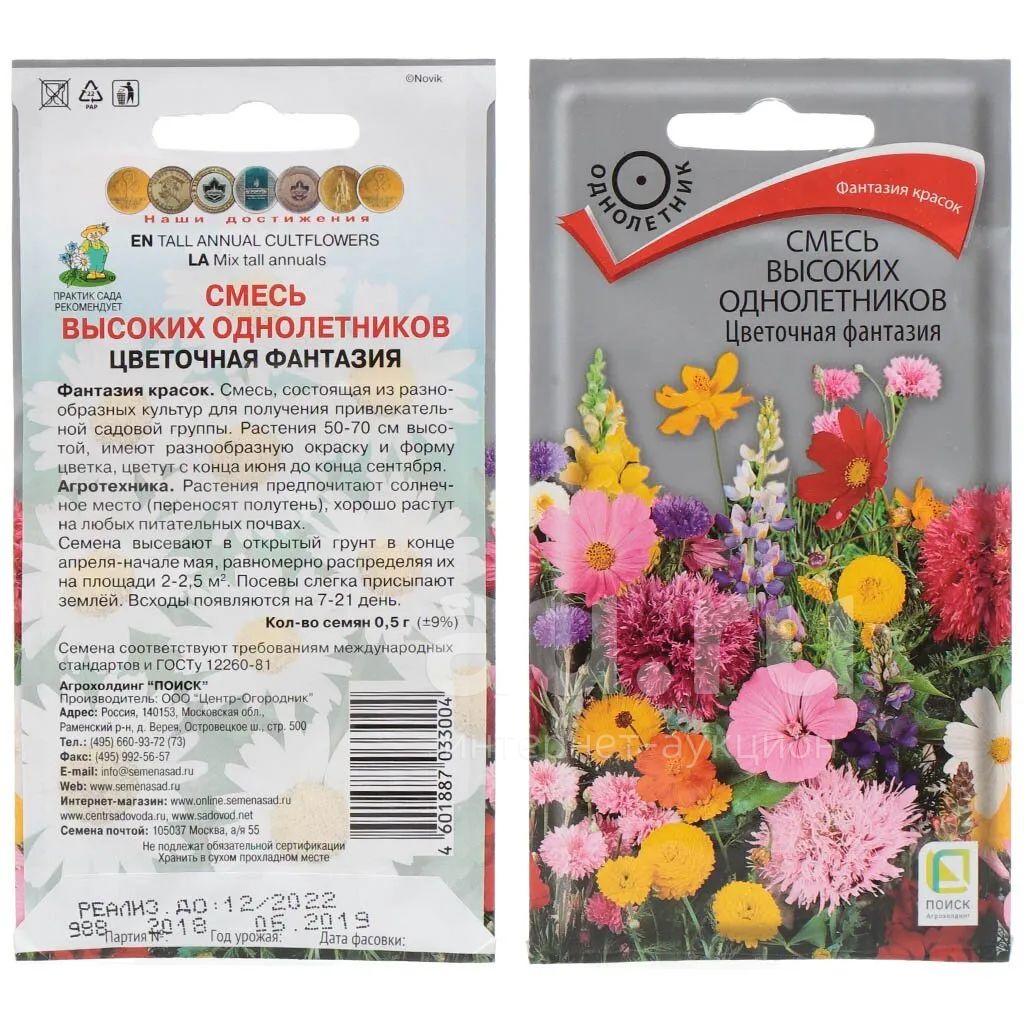 ©Novik
22
PAP
Наши достижения
EN TALL ANNUAL CULTFLOWERS
LA Mix tall annuals
ПРАКТИК САДА
РЕКОМЕНДУЕТ
СМЕСЬ
ВЫСОКИХ ОДНОЛЕТНИКОВ
ЦВЕТОЧНАЯ ФАНТАЗИЯ
Фантазия красок. Смесь, состоящая из разно-
образных культур для получения привлекатель-
ной садовой группы. Растения 50-70 см высо-
той, имеют разнообразную окраску и форму
цветка, цветут с конца июня до конца сентября.
Агротехника. Растения предпочитают солнеч-
ное место (переносят полутень), хорошо растут
на любых питательных почвах.
Семена высевают в открытый грунт в конце
апреля-начале мая, равномерно распределяя их
на площади 2-2,5 м². Посевы слегка присыпают
землёй. Всходы появляются на 7-21 день.
Кол-во семян 0,5 г (±9%)
Семена соответствуют требованиям международных
стандартов и ГОСТу 12260-81
Агрохолдинг "ПОИСК"
Производитель: ООО "Центр-Огородник"
Адрес: Россия, 140153, Московская обл.,
Раменский р-н, д. Верея, Островецкое ш., стр. 500
Тел.: (495) 660-93-72 (73)
Факс: (495) 992-56-57
E-mail: info@semenasad.ru
Web: www.semenasad.ru
Интернет-магазин: www.online.semenasad.ru
www.centrsadovoda.ru, www.sadovod.net
Семена почтой: 105037 Москва, а/я 55
Не подлежат обязательной сертификации
Хранить в сухом прохладном месте
4 601887 033004
РЕАЛИЗ. ДО: 12/2022
988 2018 06.2019
Партия №: Год урожая: Дата фасовки:
ОДНОЛЕТНИК
Фантазия красок
СМЕСЬ
ВЫСОКИХ
ОДНОЛЕТНИКОВ
Цветочная фантазия
au.ru
интернет-аукцион
ПОИСК
Агрохолдинг